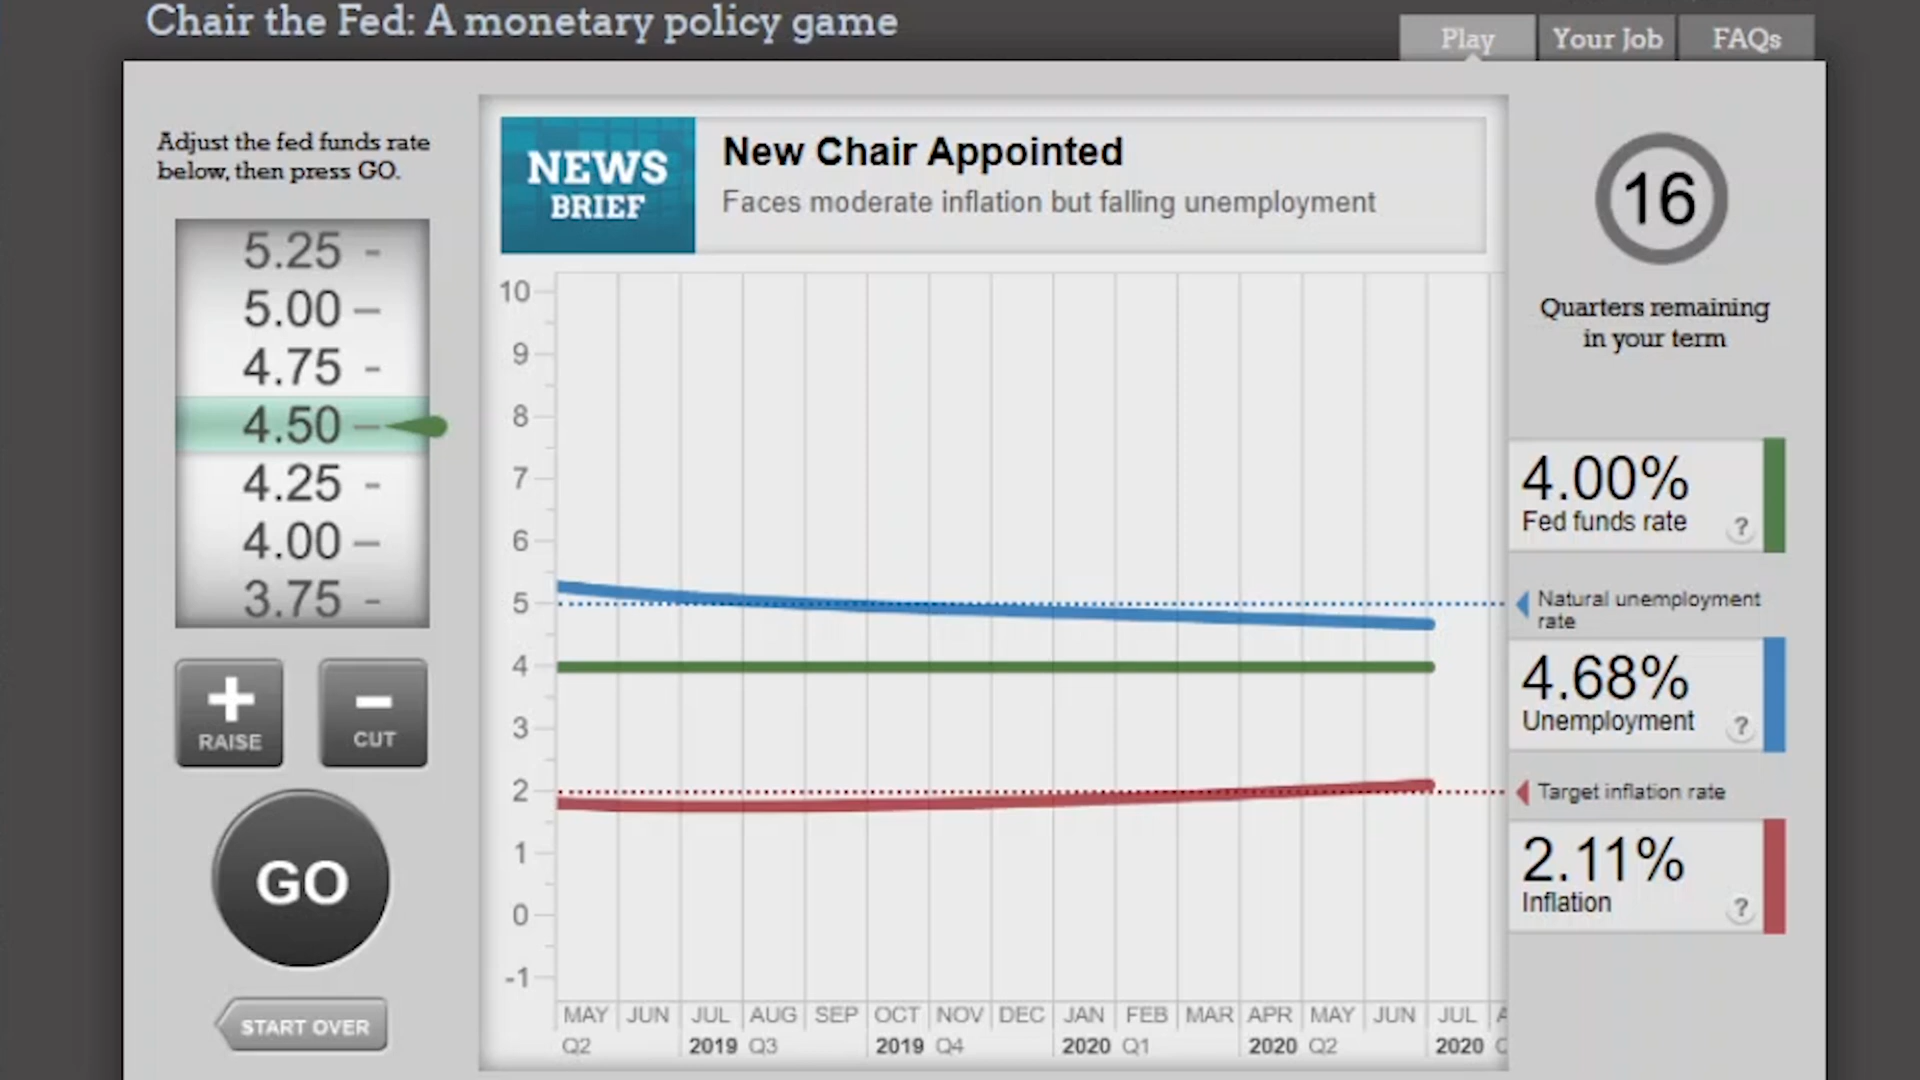 Chair the Fed: A monetary policy game
Play
Your Job
FAQs
Adjust the fed funds rate
below, then press GO.
5.25
5.00
4.75
4.50
4.25
4.00
3.75
+
RAISE
−
CUT
GO
START OVER
NEWS
BRIEF
New Chair Appointed
Faces moderate inflation but falling unemployment
10
9
8
7
6
5
4
3
2
1
0
-1
MAY JUN JUL AUG SEP OCT NOV DEC JAN FEB MAR APR MAY JUN JUL
Q2 2019 Q3 2019 Q4 2020 Q1 2020 Q2 2020
16
Quarters remaining
in your term
4.00%
Fed funds rate
?
Natural unemployment
rate
4.68%
Unemployment
?
Target inflation rate
2.11%
Inflation
?